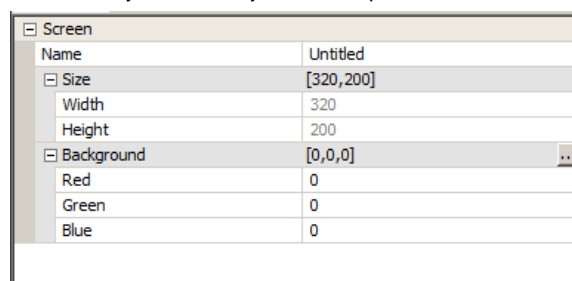 Screen
Name Untitled
Size [320,200]
Width 320
Height 200
Background [0,0,0] ...
Red 0
Green 0
Blue 0